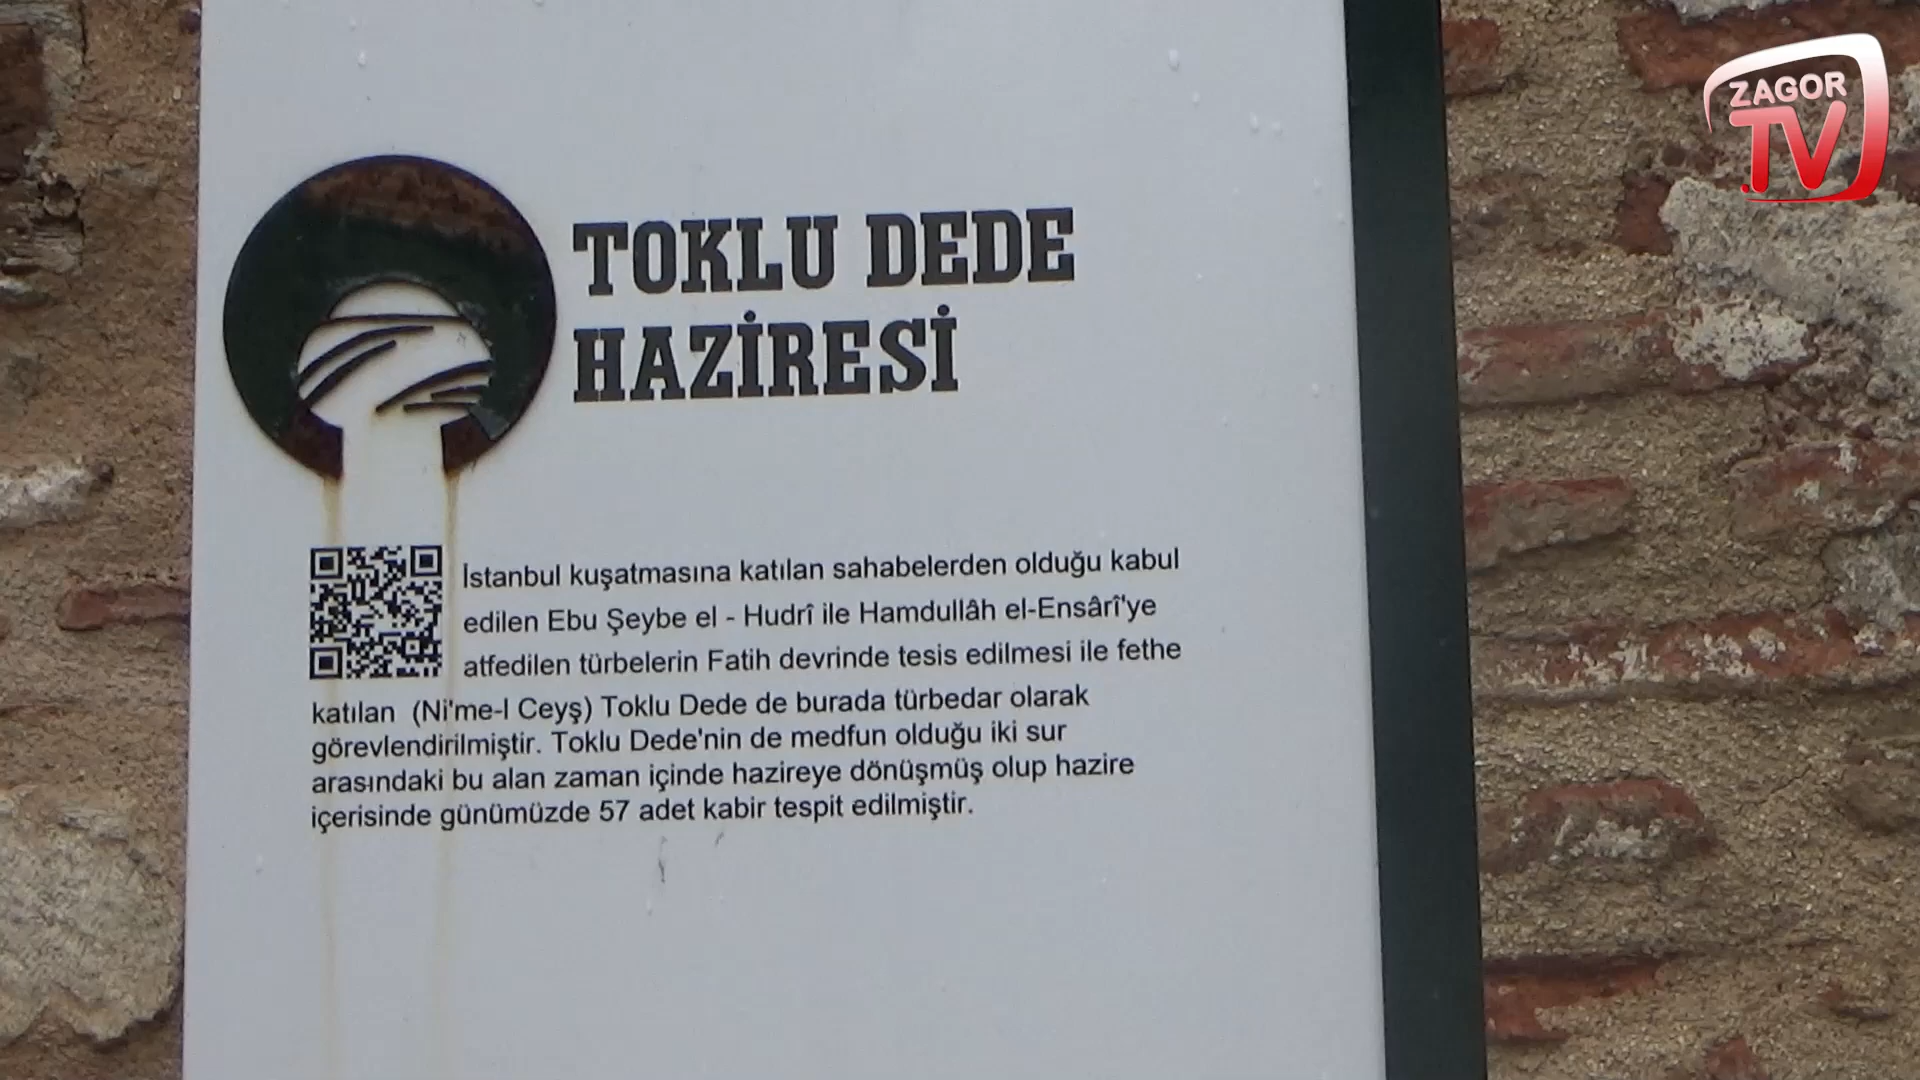 ZAGOR
TV
TOKLU DEDE
HAZİRESİ
İstanbul kuşatmasına katılan sahabelerden olduğu kabul
edilen Ebu Şeybe el - Hudrî ile Hamdullâh el-Ensârî'ye
atfedilen türbelerin Fatih devrinde tesis edilmesi ile fethe
katılan (Ni'me-l Ceyş) Toklu Dede de burada türbedar olarak
görevlendirilmiştir. Toklu Dede'nin de medfun olduğu iki sur
arasındaki bu alan zaman içinde hazireye dönüşmüş olup hazire
içerisinde günümüzde 57 adet kabir tespit edilmiştir.